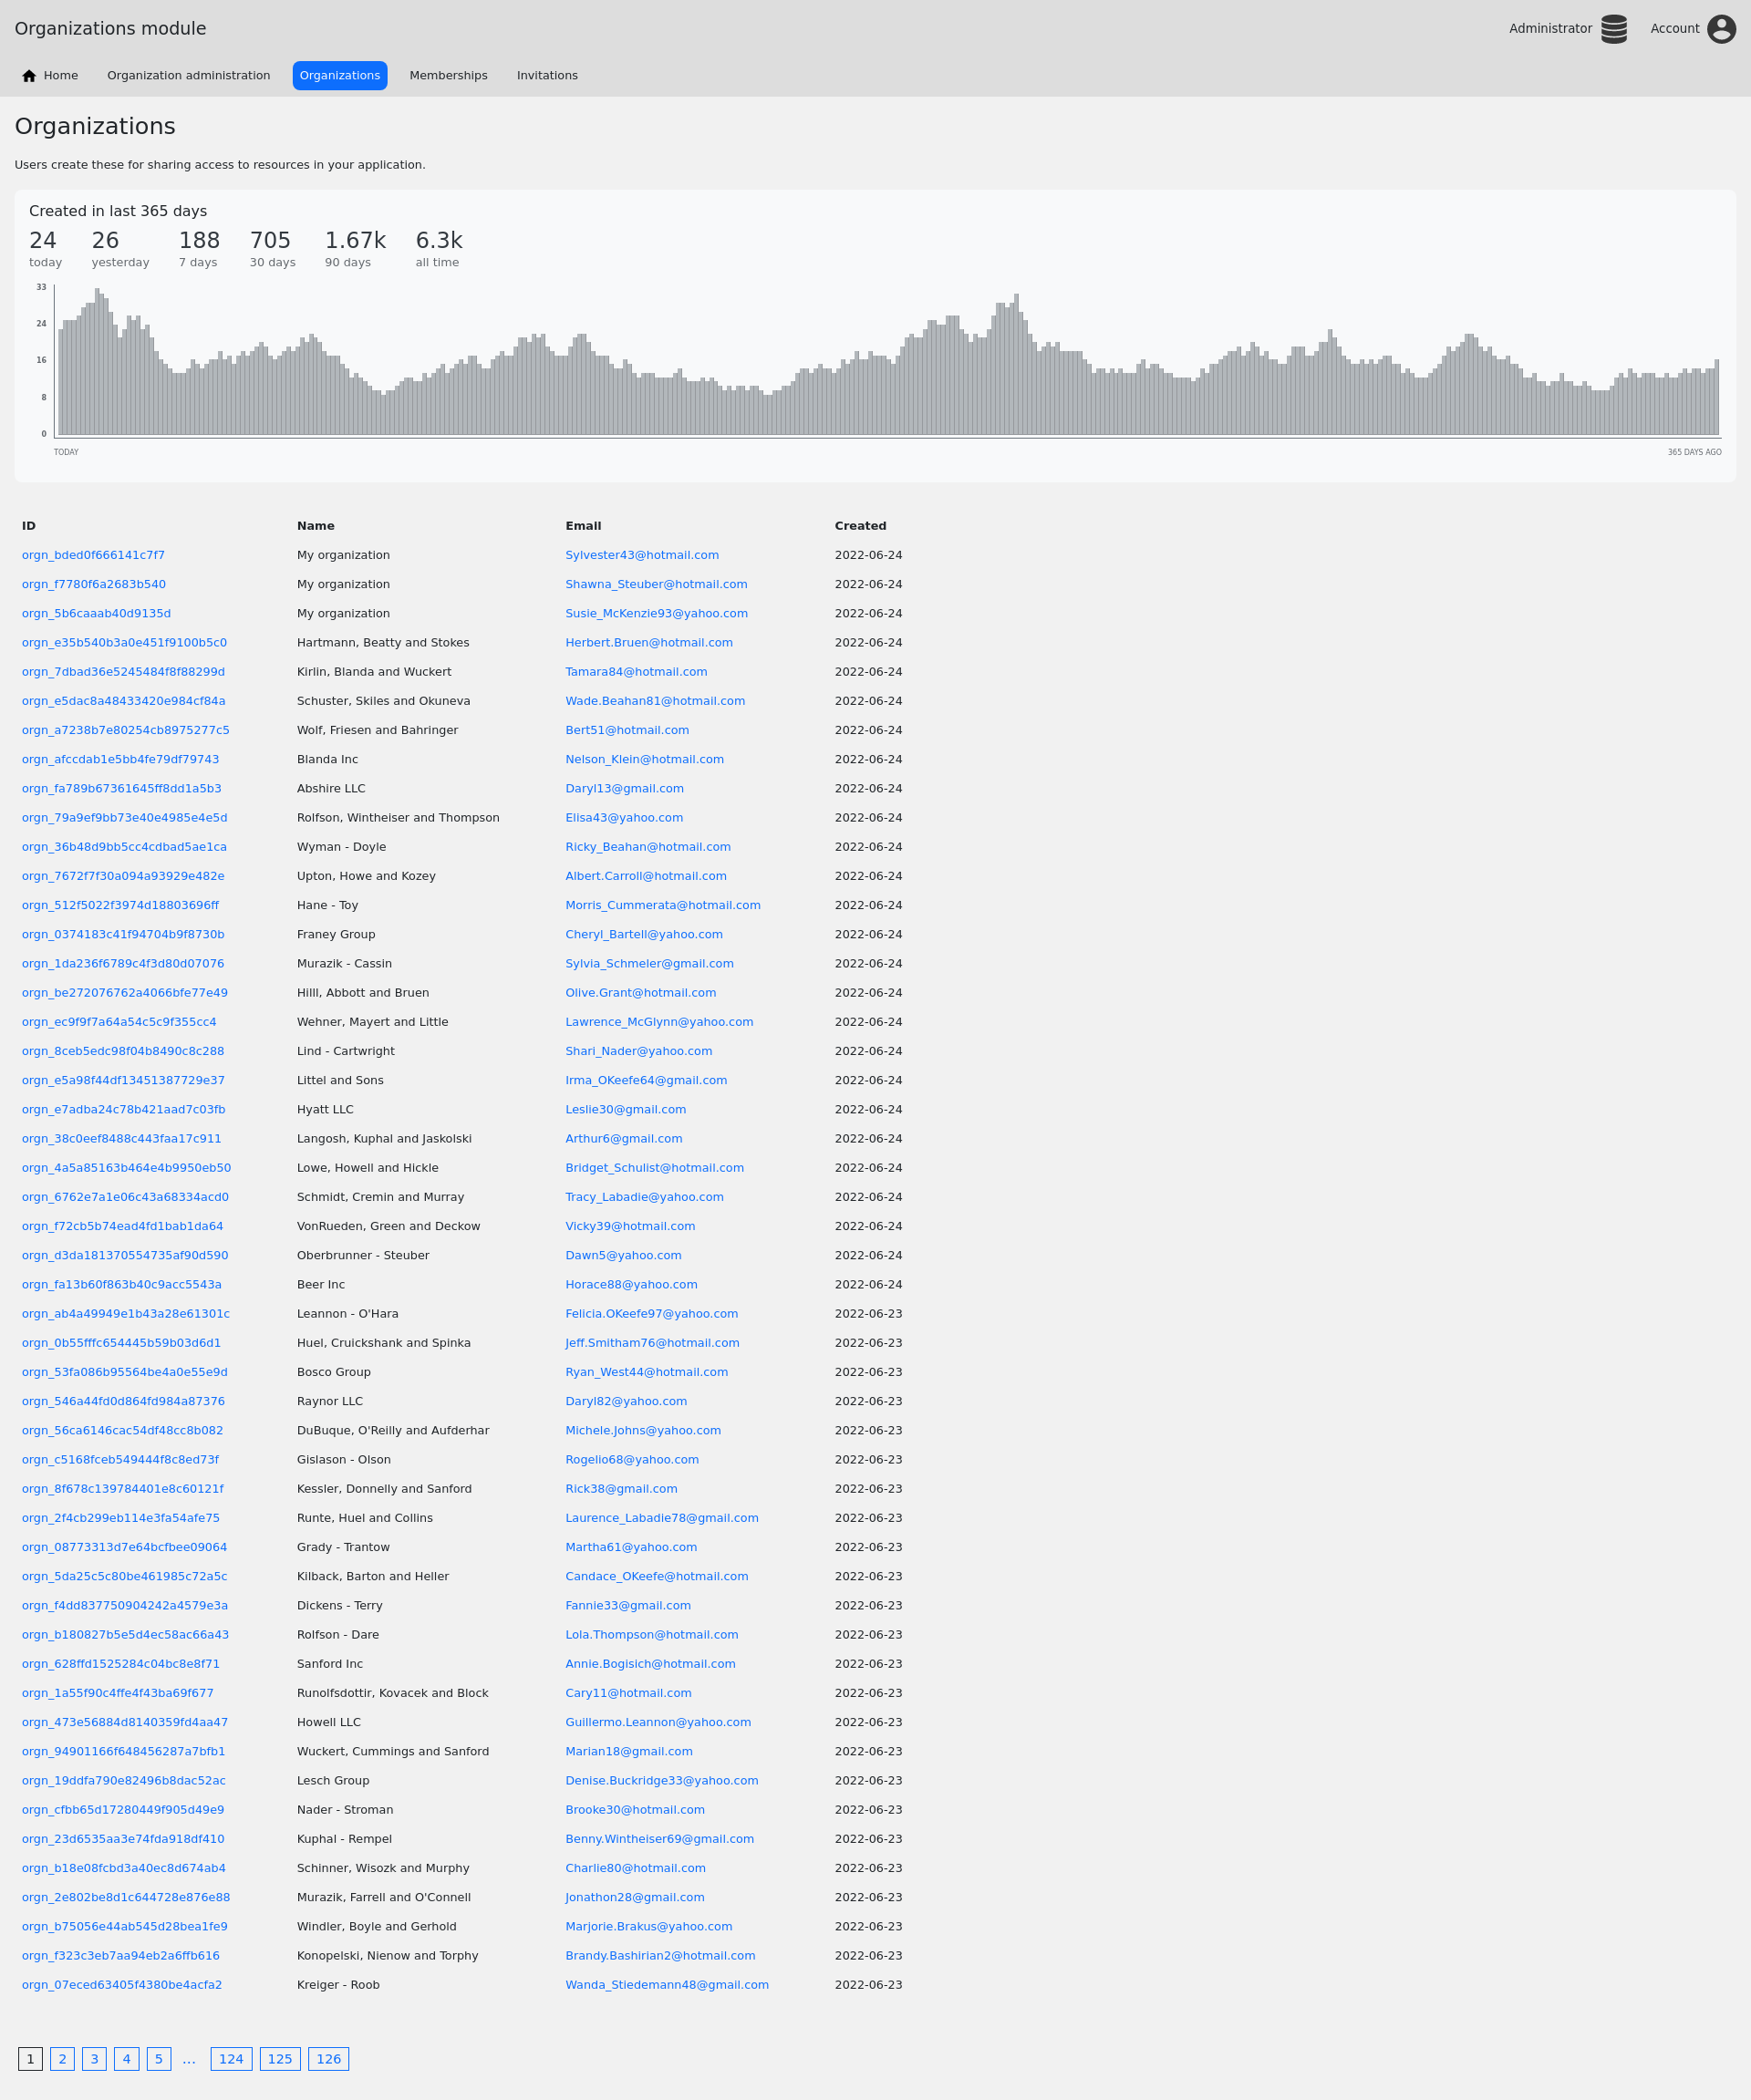 Organizations module
Administrator
Account
Home
Organization administration
Organizations
Memberships
Invitations
Organizations
Users create these for sharing access to resources in your application.
Created in last 365 days
24 26 188 705 1.67k 6.3k
today yesterday 7 days 30 days 90 days all time
33
24
16
8
0
TODAY 365 DAYS AGO
ID Name Email Created
orgn_bded0f666141c7f7 My organization Sylvester43@hotmail.com 2022-06-24
orgn_f7780f6a2683b540 My organization Shawna_Steuber@hotmail.com 2022-06-24
orgn_5b6caaab40d9135d My organization Susie_McKenzie93@yahoo.com 2022-06-24
orgn_e35b540b3a0e451f9100b5c0 Hartmann, Beatty and Stokes Herbert.Bruen@hotmail.com 2022-06-24
orgn_7dbad36e5245484f8f88299d Kirlin, Blanda and Wuckert Tamara84@hotmail.com 2022-06-24
orgn_e5dac8a48433420e984cf84a Schuster, Skiles and Okuneva Wade.Beahan81@hotmail.com 2022-06-24
orgn_a7238b7e80254cb8975277c5 Wolf, Friesen and Bahringer Bert51@hotmail.com 2022-06-24
orgn_afccdab1e5bb4fe79df79743 Blanda Inc Nelson_Klein@hotmail.com 2022-06-24
orgn_fa789b67361645ff8dd1a5b3 Abshire LLC Daryl13@gmail.com 2022-06-24
orgn_79a9ef9bb73e40e4985e4e5d Rolfson, Wintheiser and Thompson Elisa43@yahoo.com 2022-06-24
orgn_36b48d9bb5cc4cdbad5ae1ca Wyman - Doyle Ricky_Beahan@hotmail.com 2022-06-24
orgn_7672f7f30a094a93929e482e Upton, Howe and Kozey Albert.Carroll@hotmail.com 2022-06-24
orgn_512f5022f3974d18803696ff Hane - Toy Morris_Cummerata@hotmail.com 2022-06-24
orgn_0374183c41f94704b9f8730b Franey Group Cheryl_Bartell@yahoo.com 2022-06-24
orgn_1da236f6789c4f3d80d07076 Murazik - Cassin Sylvia_Schmeler@gmail.com 2022-06-24
orgn_be272076762a4066bfe77e49 Hilll, Abbott and Bruen Olive.Grant@hotmail.com 2022-06-24
orgn_ec9f9f7a64a54c5c9f355cc4 Wehner, Mayert and Little Lawrence_McGlynn@yahoo.com 2022-06-24
orgn_8ceb5edc98f04b8490c8c288 Lind - Cartwright Shari_Nader@yahoo.com 2022-06-24
orgn_e5a98f44df13451387729e37 Littel and Sons Irma_OKeefe64@gmail.com 2022-06-24
orgn_e7adba24c78b421aad7c03fb Hyatt LLC Leslie30@gmail.com 2022-06-24
orgn_38c0eef8488c443faa17c911 Langosh, Kuphal and Jaskolski Arthur6@gmail.com 2022-06-24
orgn_4a5a85163b464e4b9950eb50 Lowe, Howell and Hickle Bridget_Schulist@hotmail.com 2022-06-24
orgn_6762e7a1e06c43a68334acd0 Schmidt, Cremin and Murray Tracy_Labadie@yahoo.com 2022-06-24
orgn_f72cb5b74ead4fd1bab1da64 VonRueden, Green and Deckow Vicky39@hotmail.com 2022-06-24
orgn_d3da181370554735af90d590 Oberbrunner - Steuber Dawn5@yahoo.com 2022-06-24
orgn_fa13b60f863b40c9acc5543a Beer Inc Horace88@yahoo.com 2022-06-24
orgn_ab4a49949e1b43a28e61301c Leannon - O'Hara Felicia.OKeefe97@yahoo.com 2022-06-23
orgn_0b55fffc654445b59b03d6d1 Huel, Cruickshank and Spinka Jeff.Smitham76@hotmail.com 2022-06-23
orgn_53fa086b95564be4a0e55e9d Bosco Group Ryan_West44@hotmail.com 2022-06-23
orgn_546a44fd0d864fd984a87376 Raynor LLC Daryl82@yahoo.com 2022-06-23
orgn_56ca6146cac54df48cc8b082 DuBuque, O'Reilly and Aufderhar Michele.Johns@yahoo.com 2022-06-23
orgn_c5168fceb549444f8c8ed73f Gislason - Olson Rogelio68@yahoo.com 2022-06-23
orgn_8f678c139784401e8c60121f Kessler, Donnelly and Sanford Rick38@gmail.com 2022-06-23
orgn_2f4cb299eb114e3fa54afe75 Runte, Huel and Collins Laurence_Labadie78@gmail.com 2022-06-23
orgn_08773313d7e64bcfbee09064 Grady - Trantow Martha61@yahoo.com 2022-06-23
orgn_5da25c5c80be461985c72a5c Kilback, Barton and Heller Candace_OKeefe@hotmail.com 2022-06-23
orgn_f4dd837750904242a4579e3a Dickens - Terry Fannie33@gmail.com 2022-06-23
orgn_b180827b5e5d4ec58ac66a43 Rolfson - Dare Lola.Thompson@hotmail.com 2022-06-23
orgn_628ffd1525284c04bc8e8f71 Sanford Inc Annie.Bogisich@hotmail.com 2022-06-23
orgn_1a55f90c4ffe4f43ba69f677 Runolfsdottir, Kovacek and Block Cary11@hotmail.com 2022-06-23
orgn_473e56884d8140359fd4aa47 Howell LLC Guillermo.Leannon@yahoo.com 2022-06-23
orgn_94901166f648456287a7bfb1 Wuckert, Cummings and Sanford Marian18@gmail.com 2022-06-23
orgn_19ddfa790e82496b8dac52ac Lesch Group Denise.Buckridge33@yahoo.com 2022-06-23
orgn_cfbb65d17280449f905d49e9 Nader - Stroman Brooke30@hotmail.com 2022-06-23
orgn_23d6535aa3e74fda918df410 Kuphal - Rempel Benny.Wintheiser69@gmail.com 2022-06-23
orgn_b18e08fcbd3a40ec8d674ab4 Schinner, Wisozk and Murphy Charlie80@hotmail.com 2022-06-23
orgn_2e802be8d1c644728e876e88 Murazik, Farrell and O'Connell Jonathon28@gmail.com 2022-06-23
orgn_b75056e44ab545d28bea1fe9 Windler, Boyle and Gerhold Marjorie.Brakus@yahoo.com 2022-06-23
orgn_f323c3eb7aa94eb2a6ffb616 Konopelski, Nienow and Torphy Brandy.Bashirian2@hotmail.com 2022-06-23
orgn_07eced63405f4380be4acfa2 Kreiger - Roob Wanda_Stiedemann48@gmail.com 2022-06-23
1 2 3 4 5 ... 124 125 126